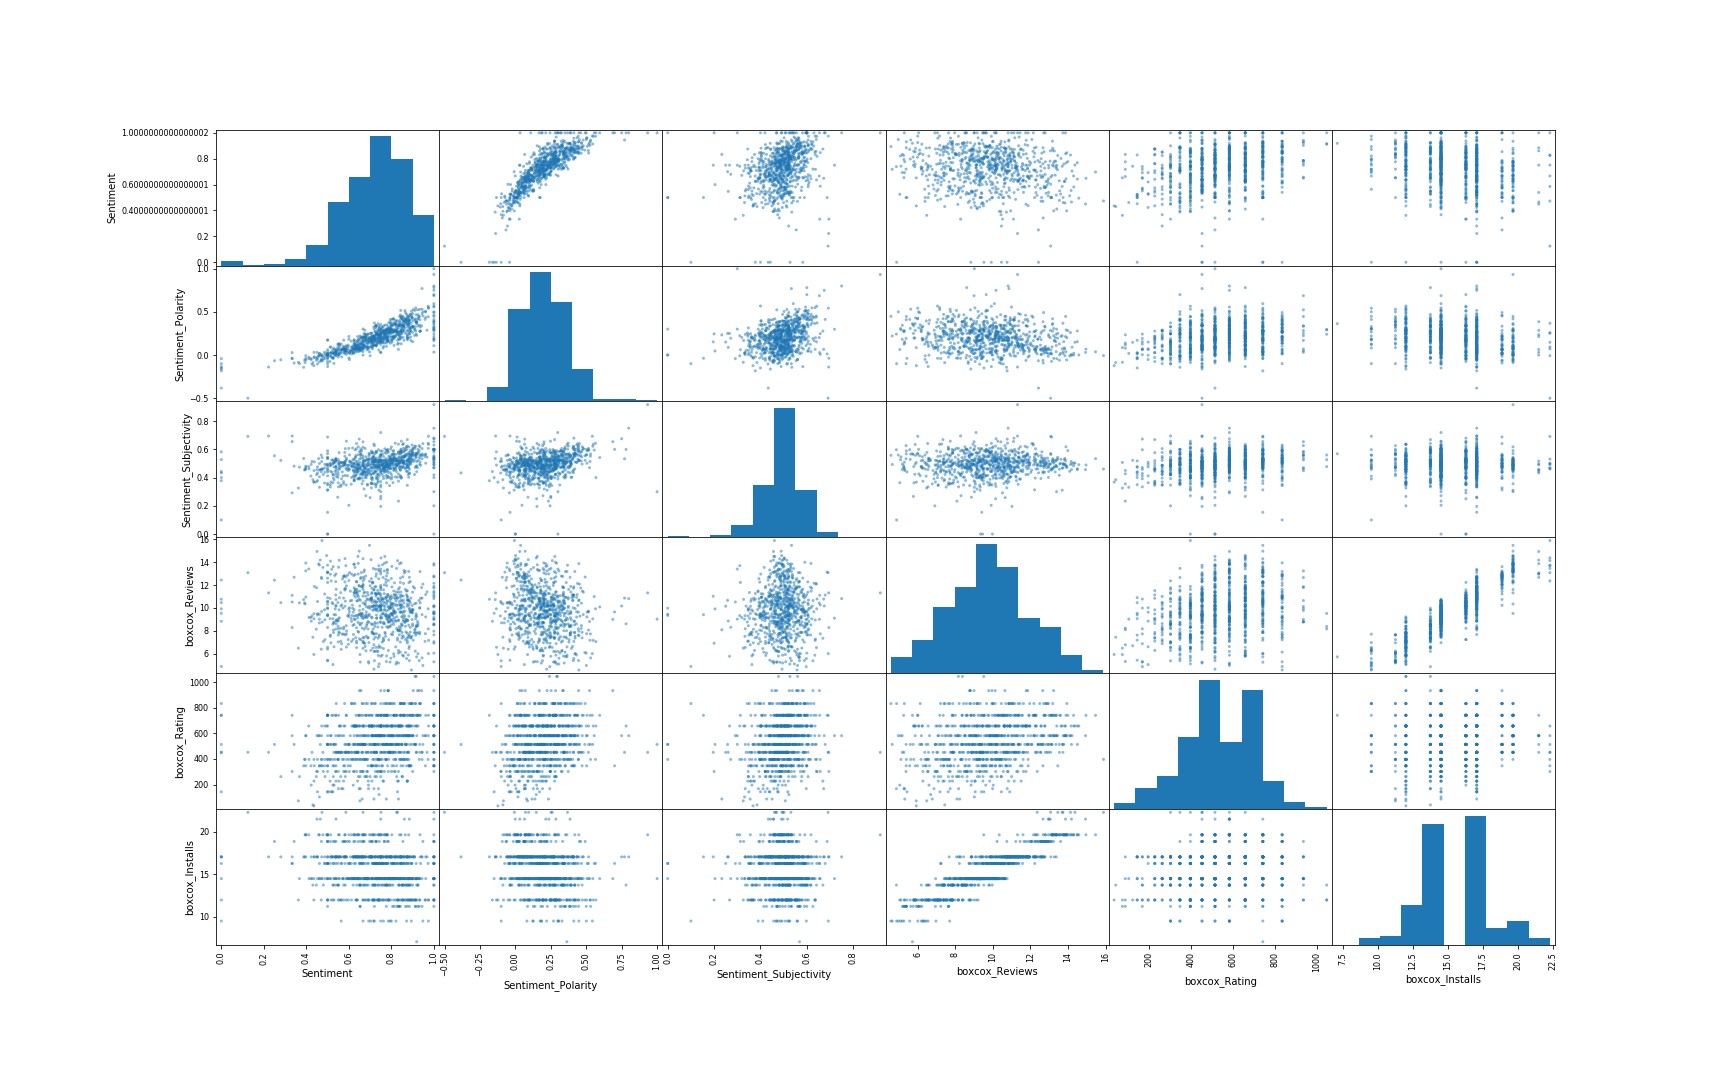 1.0000000000000002
0.8
0.6000000000000001
0.4000000000000001
0.2
0.0
Sentiment
1.0
0.5
0.0
−0.5
Sentiment_Polarity
0.8
0.6
0.4
0.2
0.0
Sentiment_Subjectivity
16
14
12
10
8
6
boxcox_Reviews
1000
800
600
400
200
boxcox_Rating
20
15
10
boxcox_Installs
0.0 0.2 0.4 0.6 0.8 1.0
Sentiment
−0.50 −0.25 0.00 0.25 0.50 0.75 1.00
Sentiment_Polarity
0.0 0.2 0.4 0.6 0.8
Sentiment_Subjectivity
6 8 10 12 14 16
boxcox_Reviews
200 400 600 800 1000
boxcox_Rating
7.5 10.0 12.5 15.0 17.5 20.0 22.5
boxcox_Installs